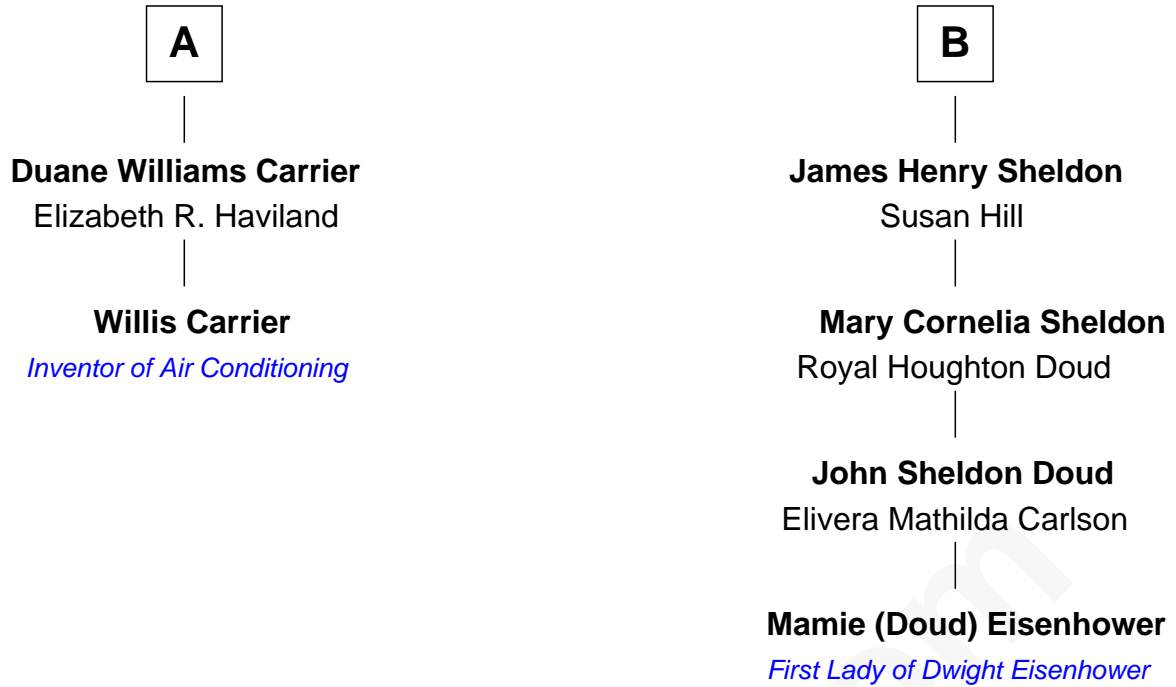 A
Duane Williams Carrier
Elizabeth R. Haviland
Willis Carrier
Inventor of Air Conditioning
B
James Henry Sheldon
Susan Hill
Mary Cornelia Sheldon
Royal Houghton Doud
John Sheldon Doud
Elivera Mathilda Carlson
Mamie (Doud) Eisenhower
First Lady of Dwight Eisenhower